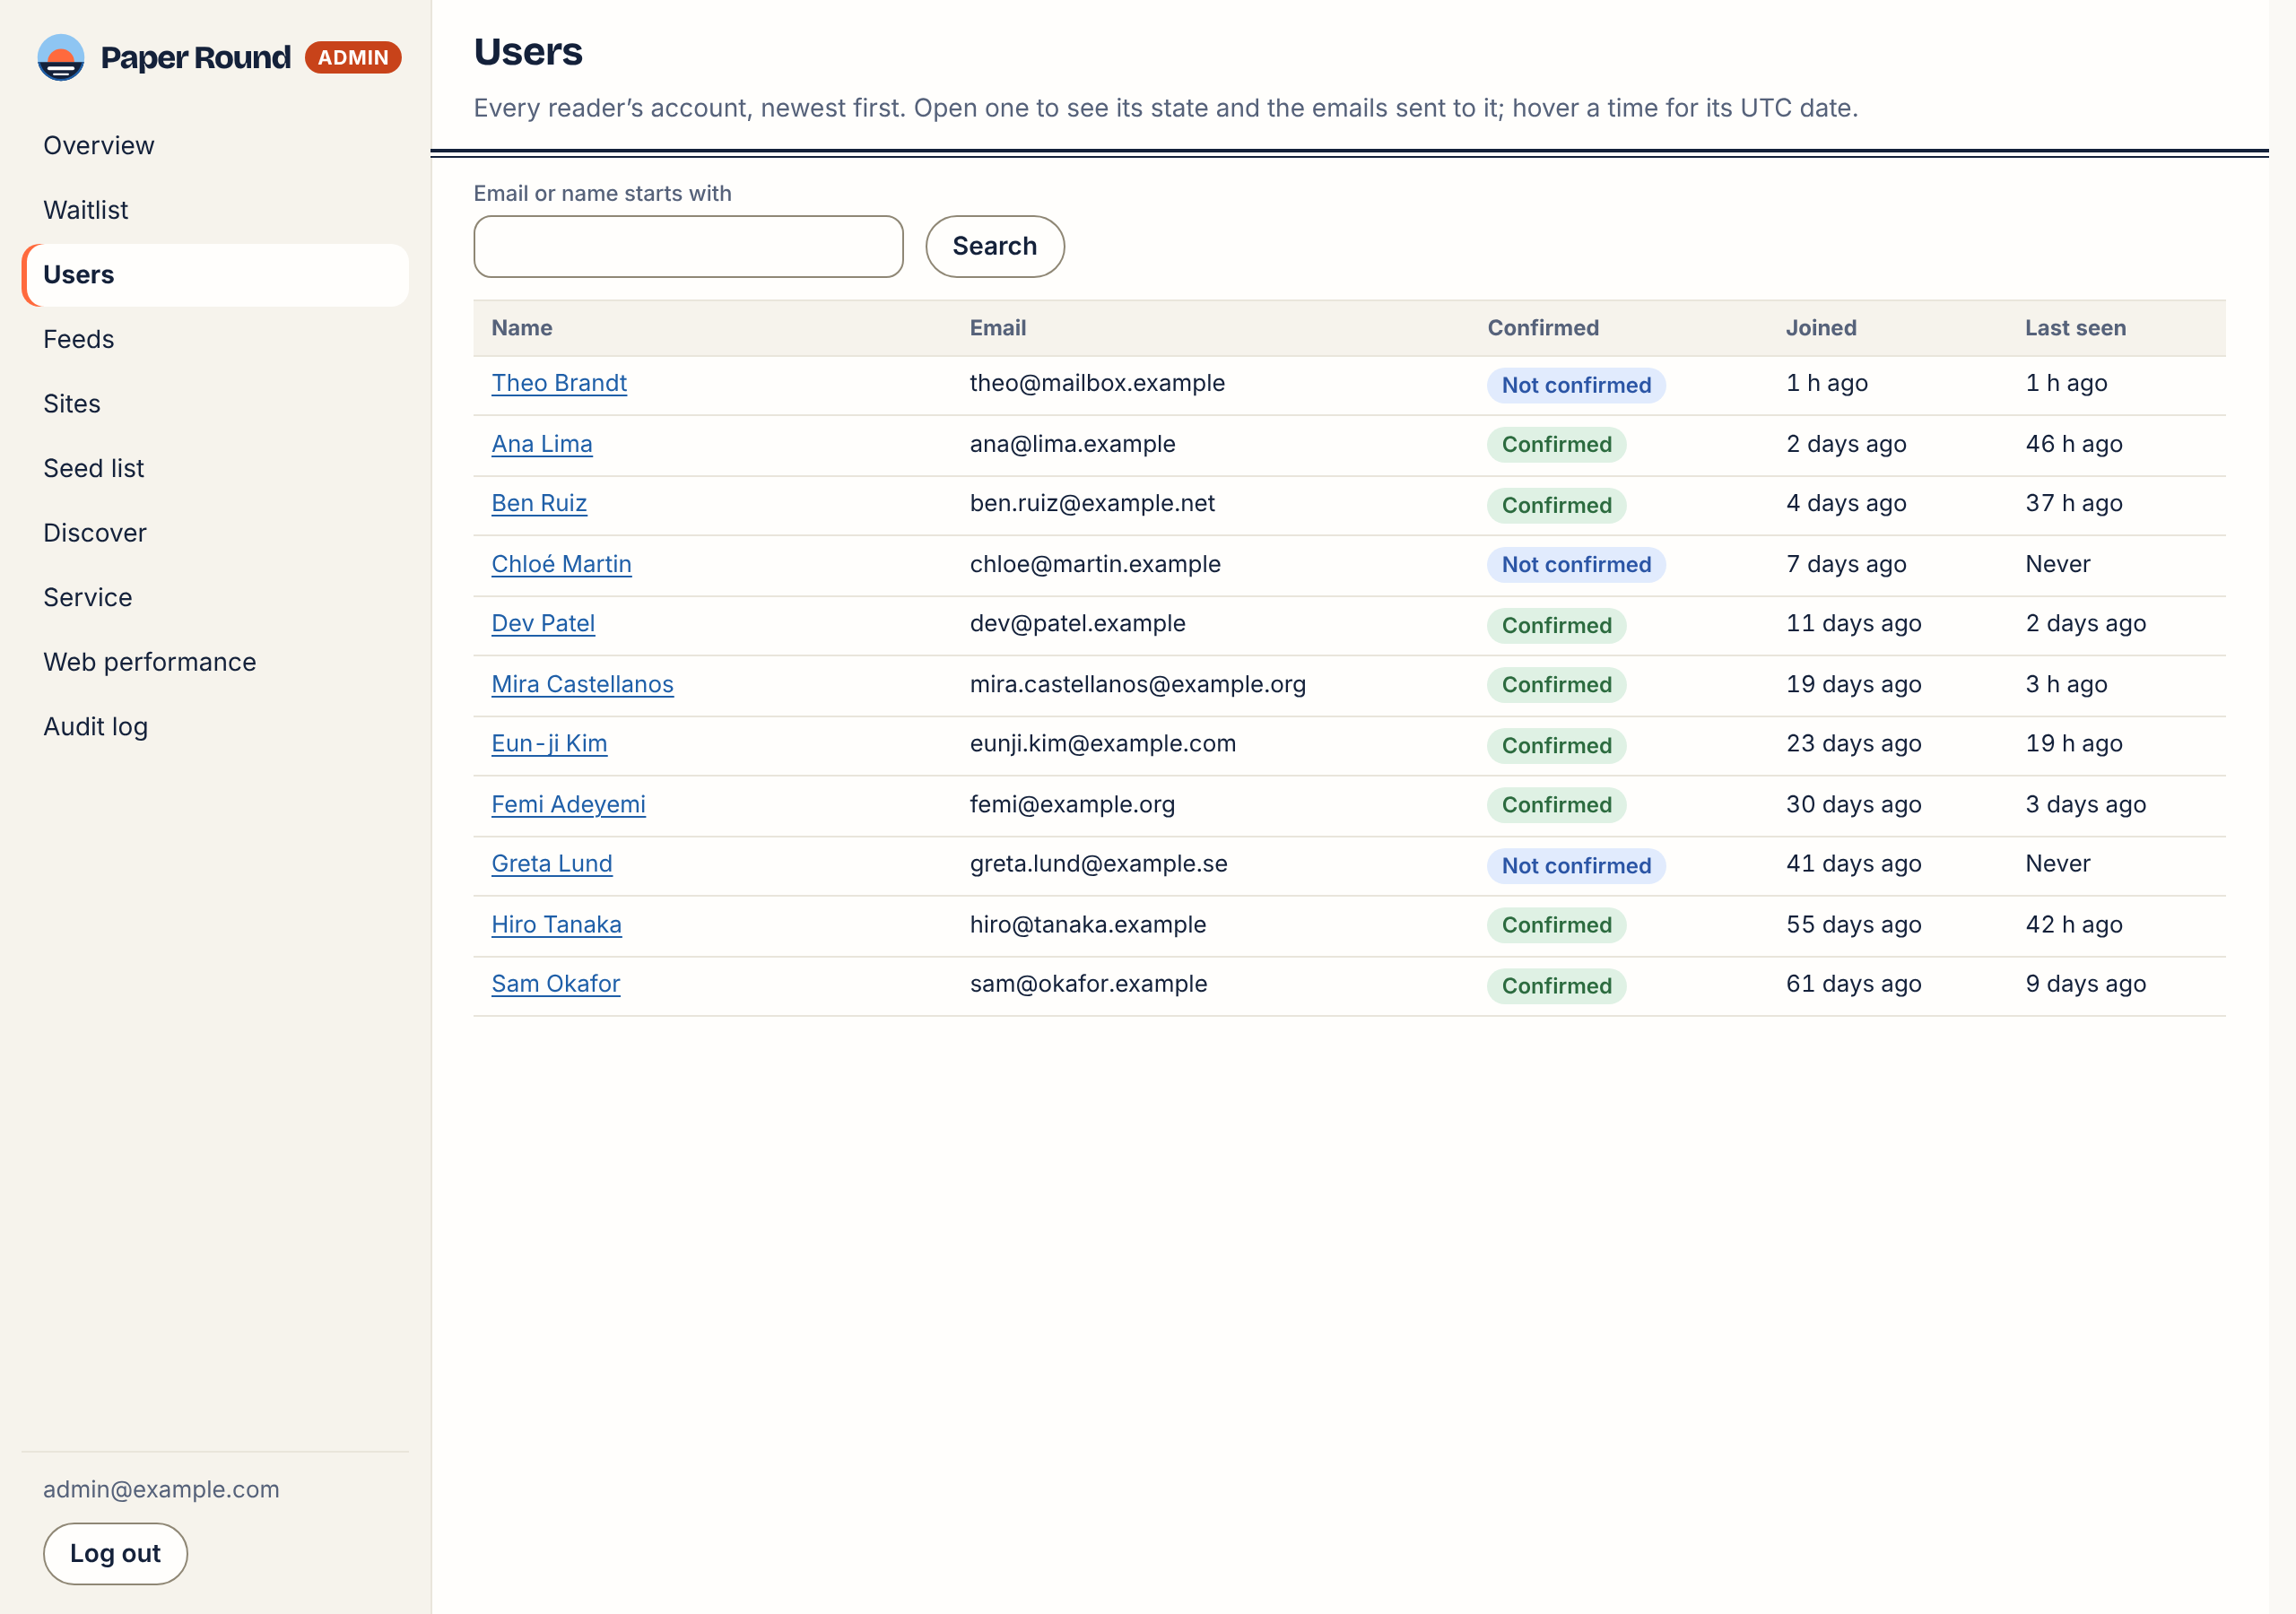 Paper Round ADMIN
Overview
Waitlist
Users
Feeds
Sites
Seed list
Discover
Service
Web performance
Audit log
admin@example.com
Log out
Users
Every reader’s account, newest first. Open one to see its state and the emails sent to it; hover a time for its UTC date.
Email or name starts with
Search
Name Email Confirmed Joined Last seen
Theo Brandt theo@mailbox.example Not confirmed 1 h ago 1 h ago
Ana Lima ana@lima.example Confirmed 2 days ago 46 h ago
Ben Ruiz ben.ruiz@example.net Confirmed 4 days ago 37 h ago
Chloé Martin chloe@martin.example Not confirmed 7 days ago Never
Dev Patel dev@patel.example Confirmed 11 days ago 2 days ago
Mira Castellanos mira.castellanos@example.org Confirmed 19 days ago 3 h ago
Eun-ji Kim eunji.kim@example.com Confirmed 23 days ago 19 h ago
Femi Adeyemi femi@example.org Confirmed 30 days ago 3 days ago
Greta Lund greta.lund@example.se Not confirmed 41 days ago Never
Hiro Tanaka hiro@tanaka.example Confirmed 55 days ago 42 h ago
Sam Okafor sam@okafor.example Confirmed 61 days ago 9 days ago